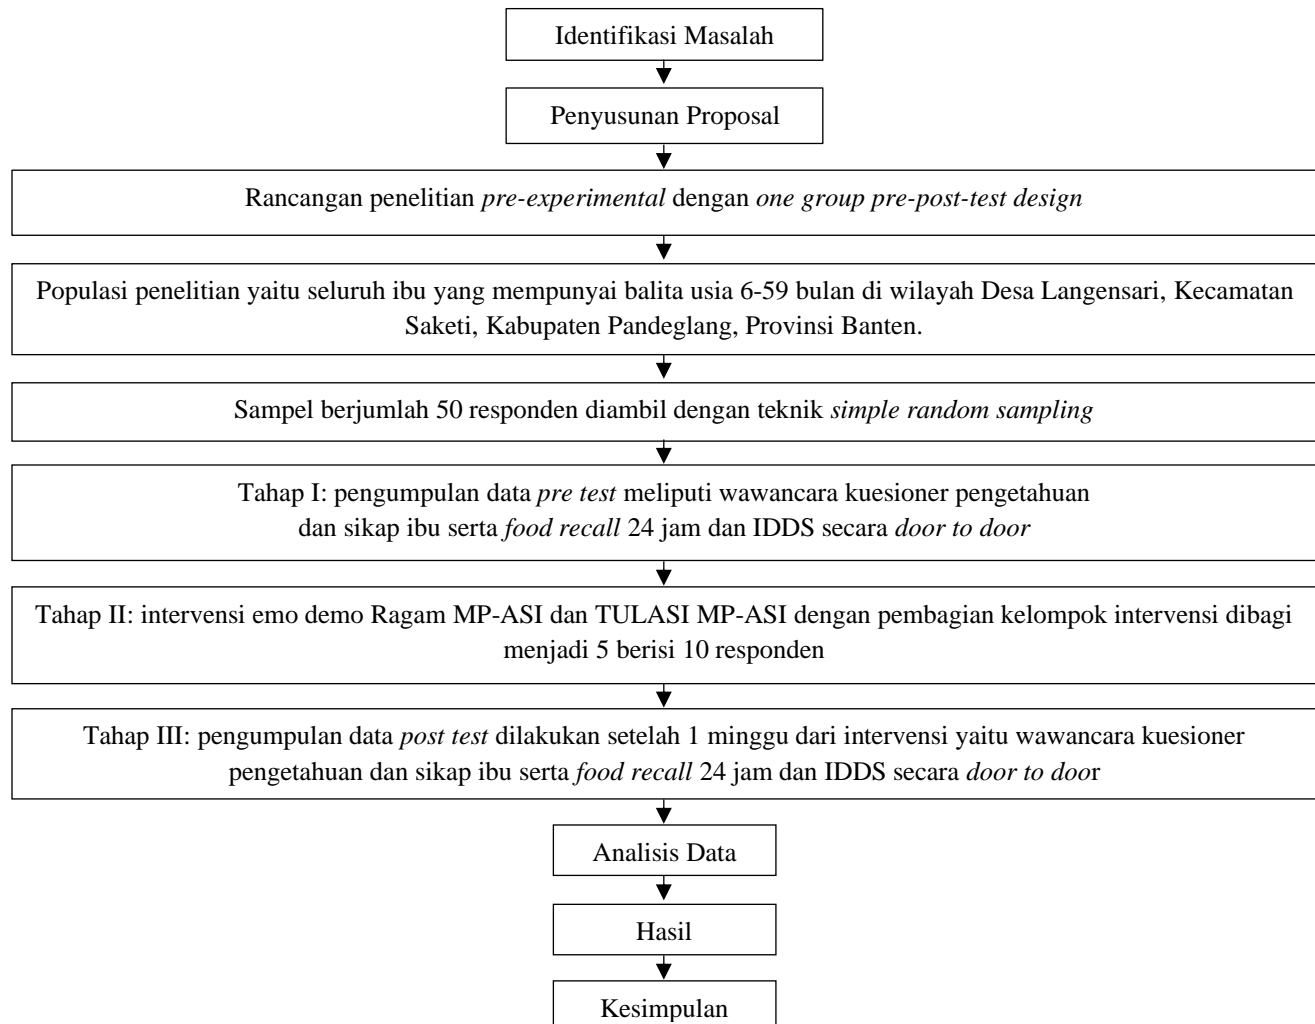 Identifikasi Masalah
Penyusunan Proposal
Rancangan penelitian pre-experimental dengan one group pre-post-test design
Populasi penelitian yaitu seluruh ibu yang mempunyai balita usia 6-59 bulan di wilayah Desa Langensari, Kecamatan
Saketi, Kabupaten Pandeglang, Provinsi Banten.
Sampel berjumlah 50 responden diambil dengan teknik simple random sampling
Tahap I: pengumpulan data pre test meliputi wawancara kuesioner pengetahuan
dan sikap ibu serta food recall 24 jam dan IDDS secara door to door
Tahap II: intervensi emo demo Ragam MP-ASI dan TULASI MP-ASI dengan pembagian kelompok intervensi dibagi
menjadi 5 berisi 10 responden
Tahap III: pengumpulan data post test dilakukan setelah 1 minggu dari intervensi yaitu wawancara kuesioner
pengetahuan dan sikap ibu serta food recall 24 jam dan IDDS secara door to door
Analisis Data
Hasil
Kesimpulan